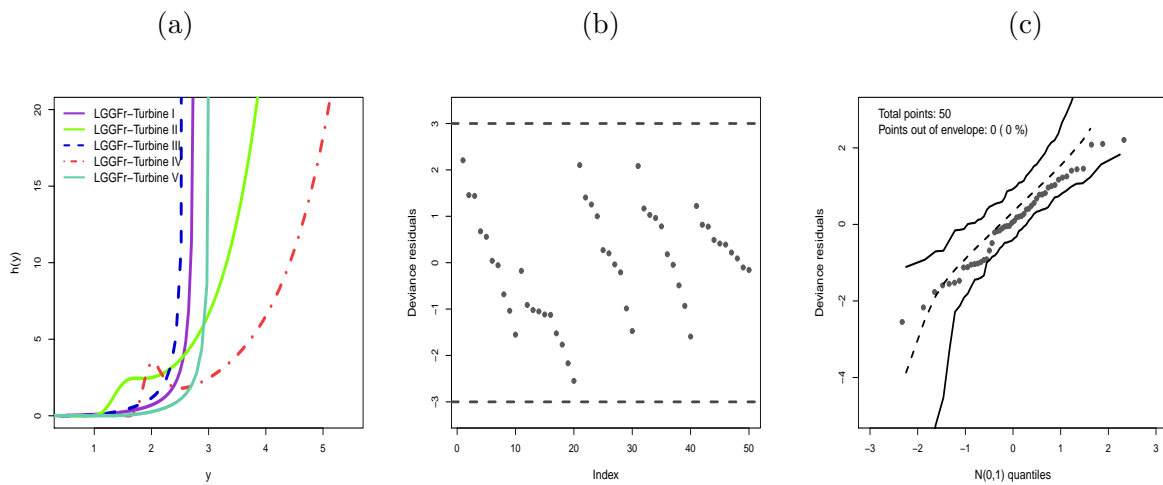 (a)
LGGFr−Turbine I
LGGFr−Turbine II
LGGFr−Turbine III
LGGFr−Turbine IV
LGGFr−Turbine V
h(y)
0
5
10
15
20
1
2
3
4
5
y
(b)
Deviance residuals
−3
−2
−1
0
1
2
3
0
10
20
30
40
50
Index
(c)
Total points: 50
Points out of envelope: 0 ( 0 %)
Deviance residuals
−4
−2
0
2
−3
−2
−1
0
1
2
3
N(0,1) quantiles